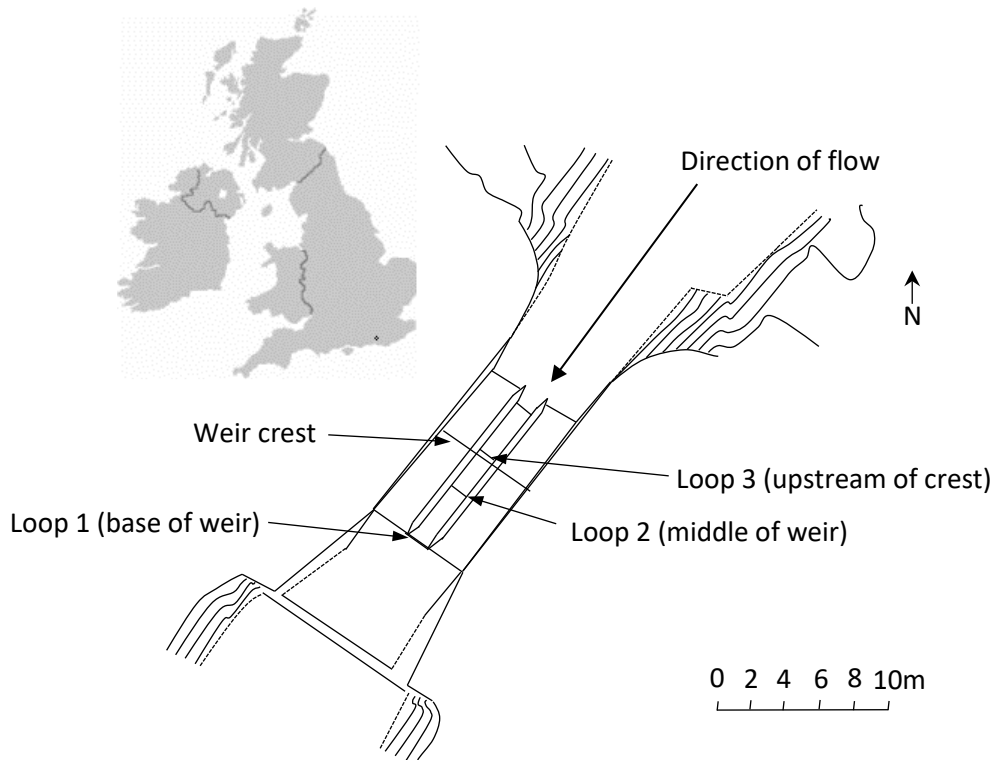 Direction of flow
N
Weir crest
Loop 3 (upstream of crest)
Loop 1 (base of weir)
Loop 2 (middle of weir)
0 2 4 6 8 10m